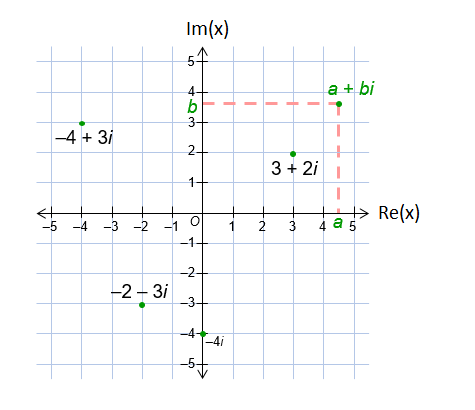 Im(x)
5
4
a + bi
b
3
–4 + 3i
2
3 + 2i
1
Re(x)
O
–5 –4 –3 –2 –1 1 2 3 4 a 5
–1
–2
–2 – 3i
–3
–4
–4i
–5